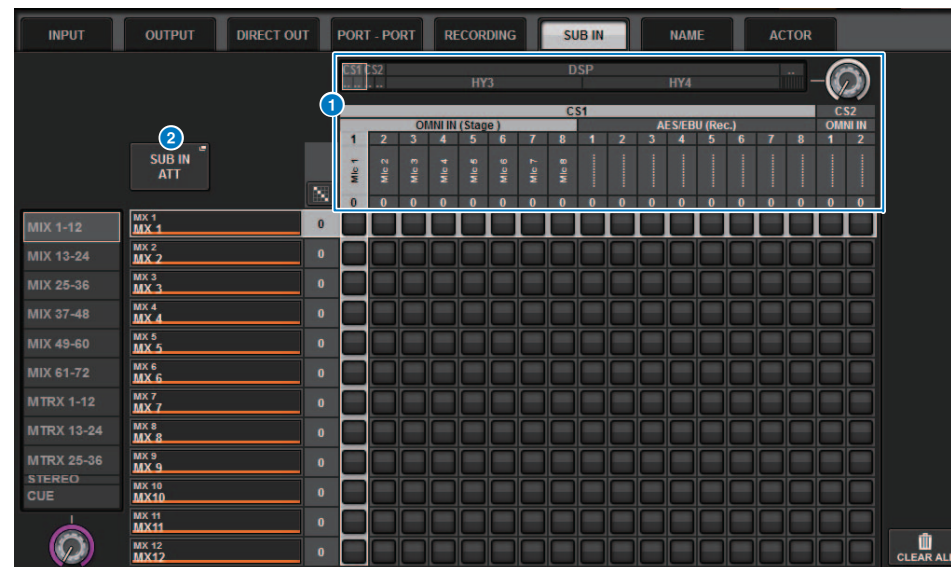 INPUT OUTPUT DIRECT OUT PORT - PORT RECORDING SUB IN NAME ACTOR
CS1 CS2 DSP ..
.. .. .. .. HY3 HY4
1
CS1 CS2
OMNI IN (Stage ) AES/EBU (Rec.) OMNI IN
1 2 3 4 5 6 7 8 1 2 3 4 5 6 7 8 1 2
2
SUB IN
ATT
Mic 1 Mic 2 Mic 3 Mic 4 Mic 5 Mic 6 Mic 7 Mic 8
0 0 0 0 0 0 0 0 0 0 0 0 0 0 0 0 0 0
MIX 1-12
MIX 13-24
MIX 25-36
MIX 37-48
MIX 49-60
MIX 61-72
MTRX 1-12
MTRX 13-24
MTRX 25-36
STEREO
CUE
MX 1
MX 1 0
MX 2
MX 2 0
MX 3
MX 3 0
MX 4
MX 4 0
MX 5
MX 5 0
MX 6
MX 6 0
MX 7
MX 7 0
MX 8
MX 8 0
MX 9
MX 9 0
MX 10
MX10 0
MX 11
MX11 0
MX 12
MX12 0
CLEAR ALL